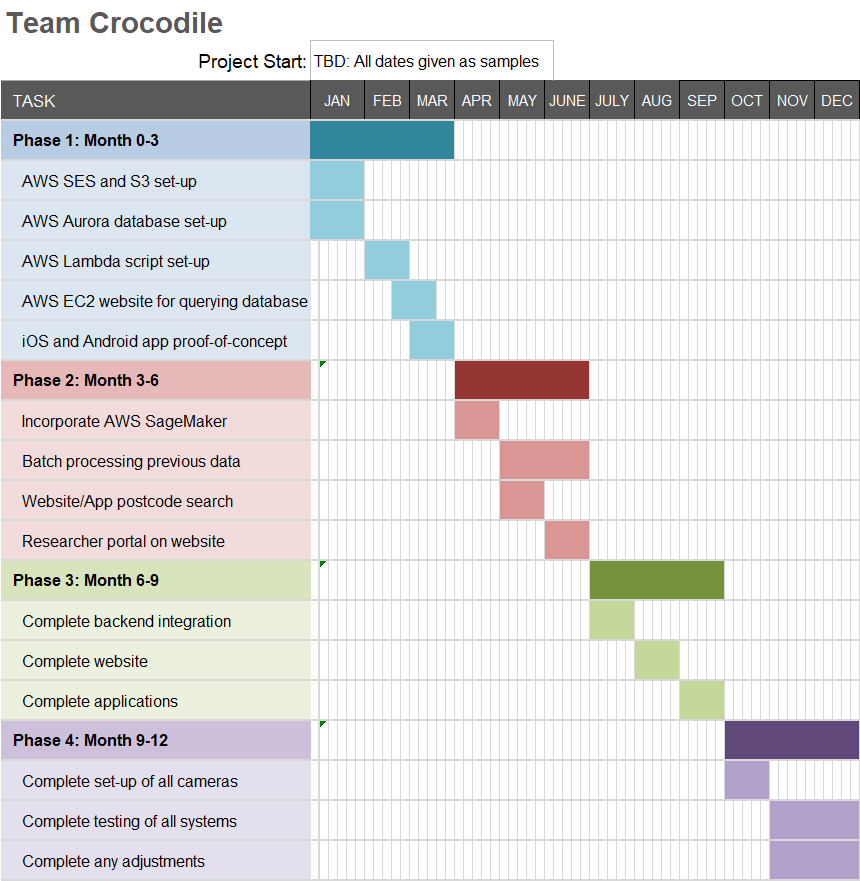 Team Crocodile
Project Start: TBD: All dates given as samples
TASK JAN FEB MAR APR MAY JUNE JULY AUG SEP OCT NOV DEC
Phase 1: Month 0-3
AWS SES and S3 set-up
AWS Aurora database set-up
AWS Lambda script set-up
AWS EC2 website for querying database
iOS and Android app proof-of-concept
Phase 2: Month 3-6
Incorporate AWS SageMaker
Batch processing previous data
Website/App postcode search
Researcher portal on website
Phase 3: Month 6-9
Complete backend integration
Complete website
Complete applications
Phase 4: Month 9-12
Complete set-up of all cameras
Complete testing of all systems
Complete any adjustments